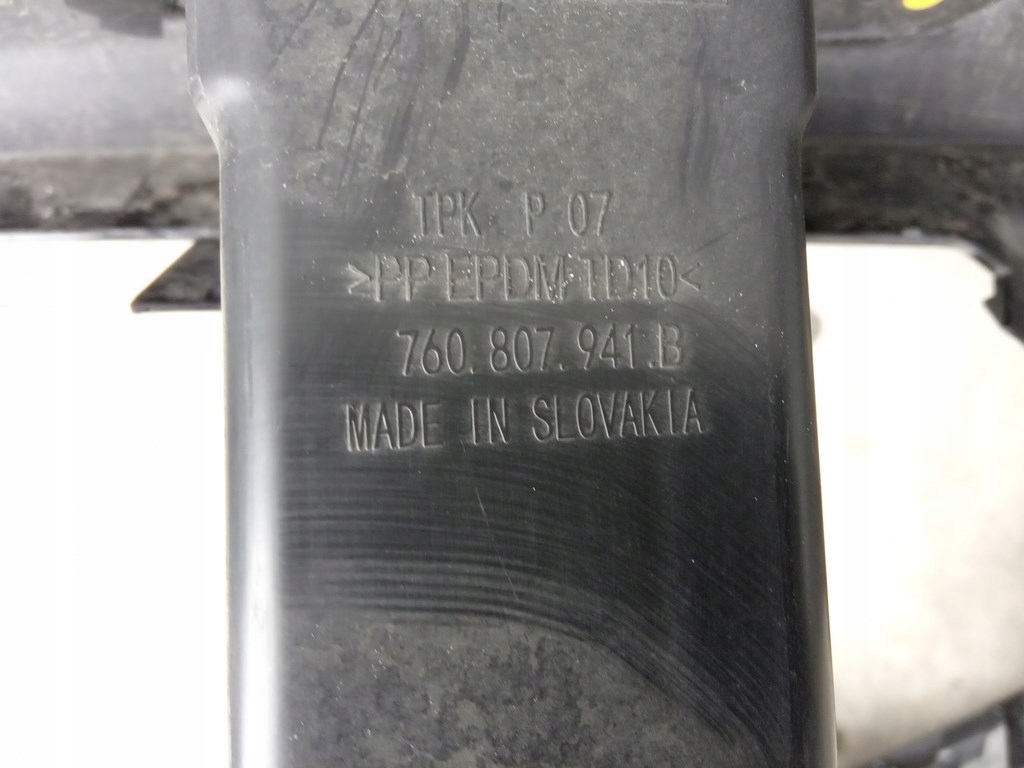 TPK P 07
>PP EPDM TD10<
760.807.941.B
MADE IN SLOVAKIA